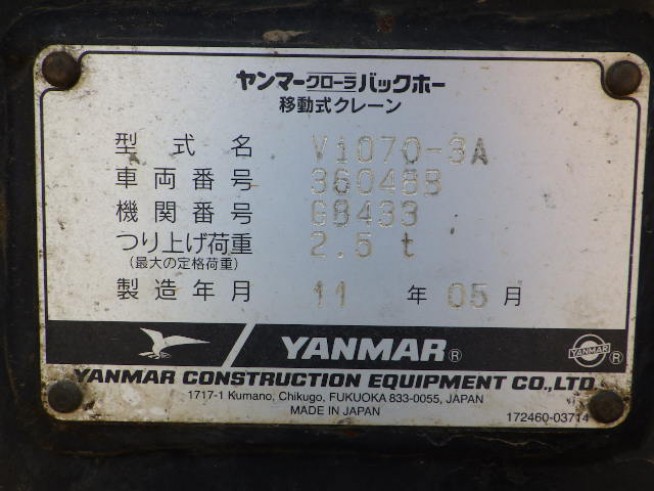 ヤンマークローラバックホー
移動式クレーン
型式名 Vi070-3A
車両番号 36048B
機関番号 G8433
つり上げ荷重 2.5 t
(最大の定格荷重)
製造年月 11 年 05 月
YANMAR® YANMAR ®
YANMAR CONSTRUCTION EQUIPMENT CO.,LTD.
1717-1 Kumano, Chikugo, FUKUOKA 833-0055, JAPAN
MADE IN JAPAN
172460-03714